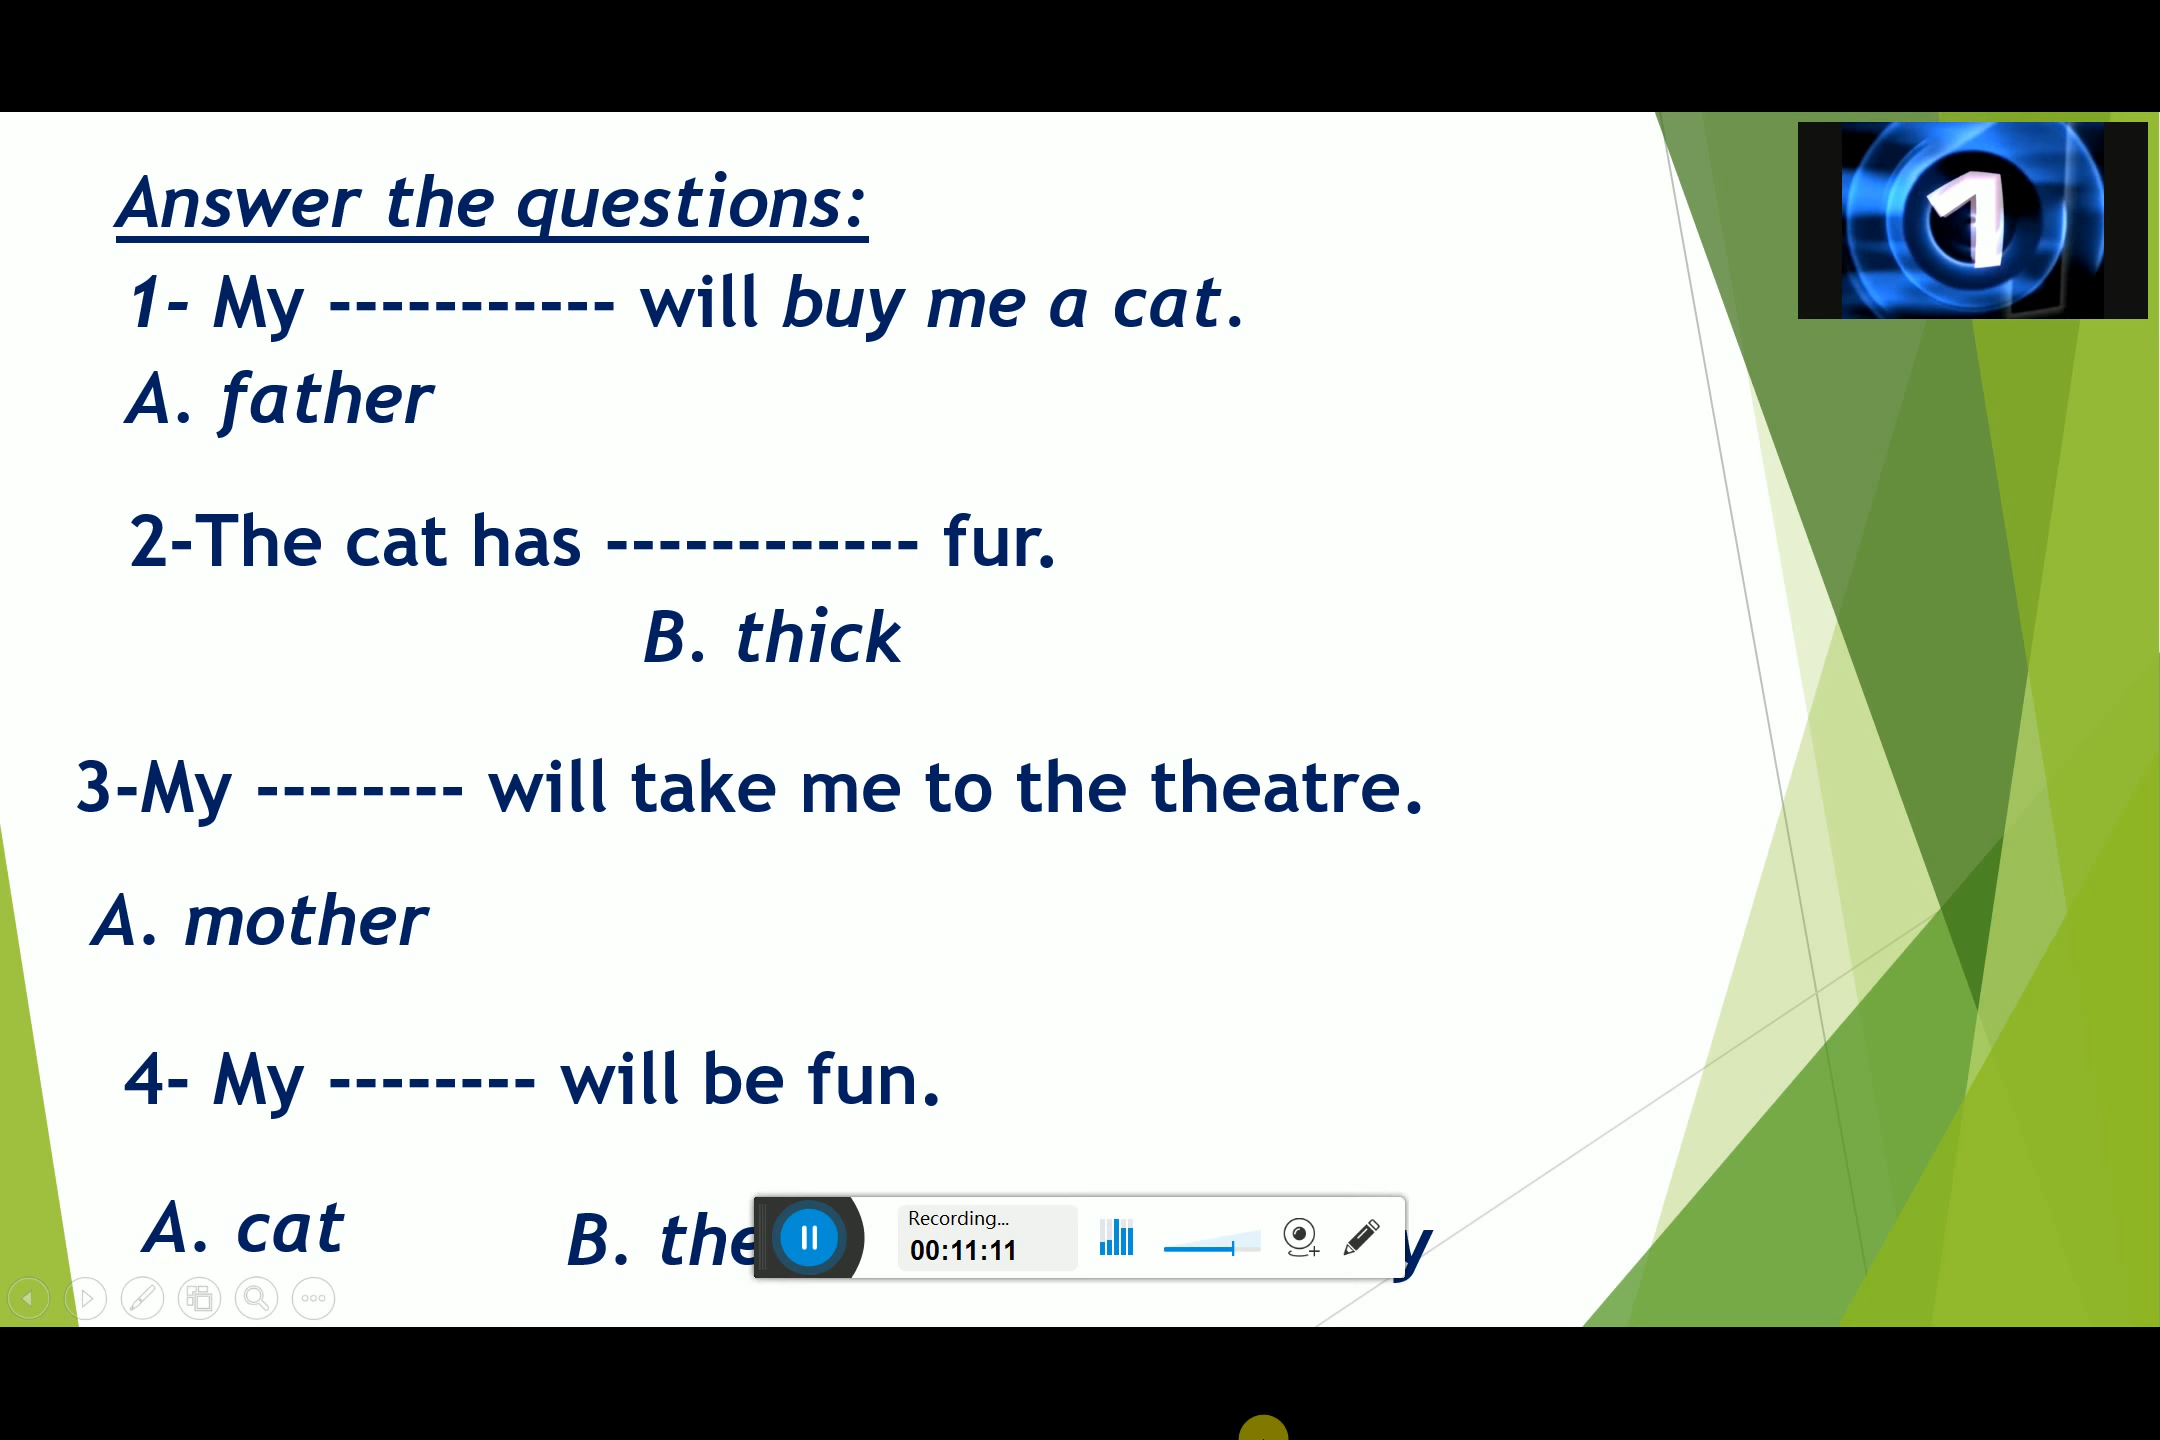 Answer the questions:
1- My ----------- will buy me a cat.
A. father
2-The cat has ------------ fur.
B. thick
3-My -------- will take me to the theatre.
A. mother
4- My -------- will be fun.
A. cat B.
Recording...
00:11:11
1